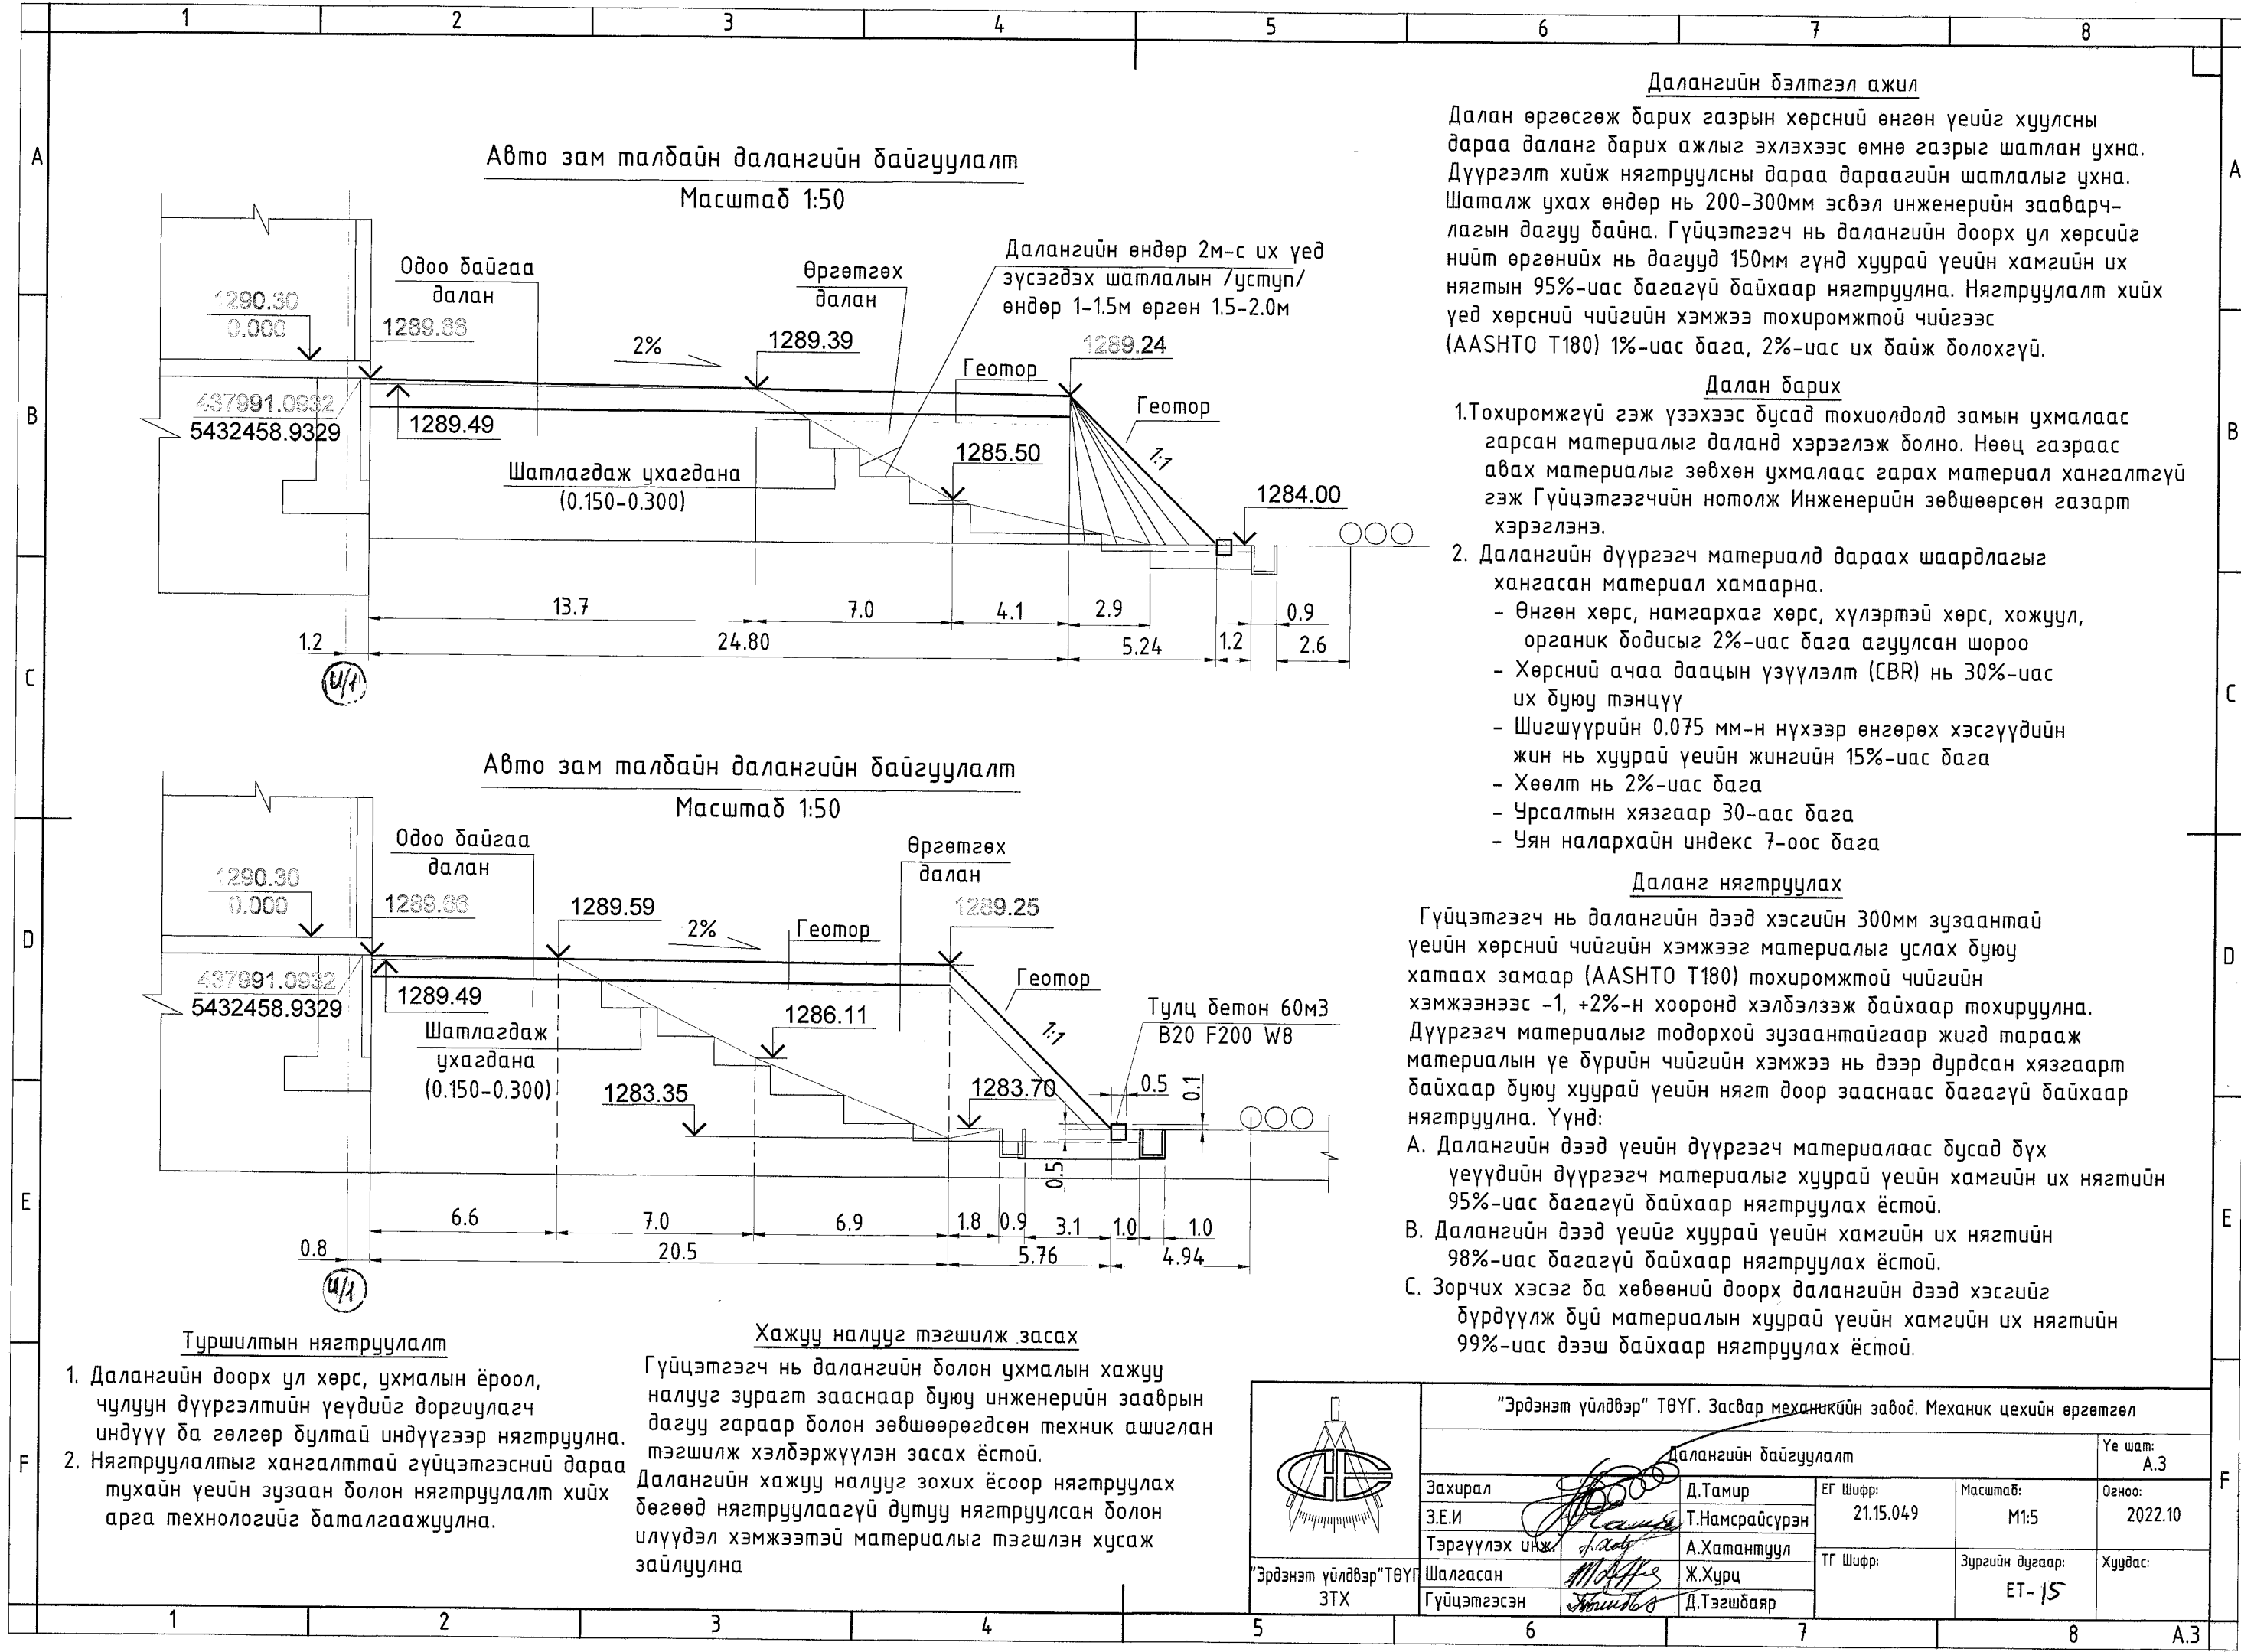 1 2 3 4 5 6 7 8
A
B
C
D
E
F
Авто зам талбайн далангийн байгуулалт
Масштаб 1:50
1290.30
0.000
Одоо байгаа
далан
1289.66
2%
1289.39
Өргөтгөх
далан
Далангийн өндөр 2м-с их үед
зүсэгдэх шатлалын /уступ/
өндөр 1-1.5м өргөн 1.5-2.0м
1289.24
Геотор
Геотор
1:1
437991.0932
5432458.9329
1289.49
Шатлагдаж ухагдана
(0.150-0.300)
1285.50
1284.00
13.7
7.0
4.1
2.9
0.9
1.2
24.80
5.24
1.2
2.6
И/1
Авто зам талбайн далангийн байгуулалт
Масштаб 1:50
1290.30
0.000
Одоо байгаа
далан
1289.66
1289.59
2%
Геотор
Өргөтгөх
далан
1289.25
Геотор
1:1
437991.0932
5432458.9329
1289.49
Шатлагдаж
ухагдана
(0.150-0.300)
1286.11
1283.35
1283.70
Тулц бетон 60м3
B20 F200 W8
0.5
0.1
0.5
6.6
7.0
6.9
1.8
0.9
3.1
1.0
1.0
0.8
20.5
5.76
4.94
И/1
Туршилтын нягтруулалт
1. Далангийн доорх ул хөрс, ухмалын ёроол,
чулуун дүүргэлтийн үеүдийг доргиулагч
индүүү ба гөлгөр бултай индүүгээр нягтруулна.
2. Нягтруулалтыг хангалттай гүйцэтгэсний дараа
тухайн үеийн зузаан болон нягтруулалт хийх
арга технологийг баталгаажуулна.
Хажуу налууг тэгшилж засах
Гүйцэтгэгч нь далангийн болон ухмалын хажуу
налууг зурагт зааснаар буюу инженерийн зааврын
дагуу гараар болон зөвшөөрөгдсөн техник ашиглан
тэгшилж хэлбэржүүлэн засах ёстой.
Далангийн хажуу налууг зохих ёсоор нягтруулах
бөгөөд нягтруулаагүй дутуу нягтруулсан болон
илүүдэл хэмжээтэй материалыг тэгшлэн хусаж
зайлуулна
Далангийн бэлтгэл ажил
Далан өргөсгөж барих газрын хөрсний өнгөн үеийг хуулсны
дараа даланг барих ажлыг эхлэхээс өмнө газрыг шатлан ухна.
Дүүргэлт хийж нягтруулсны дараа дараагийн шатлалыг ухна.
Шаталж ухах өндөр нь 200-300мм эсвэл инженерийн зааварч-
лагын дагуу байна. Гүйцэтгэгч нь далангийн доорх ул хөрсийг
нийт өргөнийх нь дагууд 150мм гүнд хуурай үеийн хамгийн их
нягтын 95%-иас багагүй байхаар нягтруулна. Нягтруулалт хийх
үед хөрсний чийгийн хэмжээ тохиромжтой чийгээс
(AASHTO T180) 1%-иас бага, 2%-иас их байж болохгүй.
Далан барих
1.Тохиромжгүй гэж үзэхээс бусад тохиолдолд замын ухмалаас
гарсан материалыг даланд хэрэглэж болно. Нөөц газраас
авах материалыг зөвхөн ухмалаас гарах материал хангалтгүй
гэж Гүйцэтгэгчийн нотолж Инженерийн зөвшөөрсөн газарт
хэрэглэнэ.
2. Далангийн дүүргэгч материалд дараах шаардлагыг
хангасан материал хамаарна.
- Өнгөн хөрс, намгархаг хөрс, хүлэртэй хөрс, хожуул,
органик бодисыг 2%-иас бага агуулсан шороо
- Хөрсний ачаа даацын үзүүлэлт (CBR) нь 30%-иас
их буюу тэнцүү
- Шигшүүрийн 0.075 мм-н нүхээр өнгөрөх хэсгүүдийн
жин нь хуурай үеийн жингийн 15%-иас бага
- Хөөлт нь 2%-иас бага
- Урсалтын хязгаар 30-аас бага
- Уян налархайн индекс 7-оос бага
Даланг нягтруулах
Гүйцэтгэгч нь далангийн дээд хэсгийн 300мм зузаантай
үеийн хөрсний чийгийн хэмжээг материалыг услах буюу
хатаах замаар (AASHTO T180) тохиромжтой чийгийн
хэмжээнээс -1, +2%-н хооронд хэлбэлзэж байхаар тохируулна.
Дүүргэгч материалыг тодорхой зузаантайгаар жигд тарааж
материалын үе бүрийн чийгийн хэмжээ нь дээр дурдсан хязгаарт
байхаар буюу хуурай үеийн нягт доор зааснаас багагүй байхаар
нягтруулна. Үүнд:
A. Далангийн дээд үеийн дүүргэгч материалаас бусад бүх
үеүүдийн дүүргэгч материалыг хуурай үеийн хамгийн их нягтийн
95%-иас багагүй байхаар нягтруулах ёстой.
B. Далангийн дээд үеийг хуурай үеийн хамгийн их нягтийн
98%-иас багагүй байхаар нягтруулах ёстой.
C. Зорчих хэсэг ба хөвөөний доорх далангийн дээд хэсгийг
бүрдүүлж буй материалын хуурай үеийн хамгийн их нягтийн
99%-иас дээш байхаар нягтруулах ёстой.
"Эрдэнэт үйлдвэр" ТӨҮГ. Засвар механикийн завод. Механик цехийн өргөтгөл
Далангийн байгуулалт
Үе шат:
А.З
Захирал Д.Тамир
З.Е.И Т.Намсрайсүрэн
Тэргүүлэх инж. А.Хатантуул
Шалгасан Ж.Хурц
Гүйцэтгэсэн Д.Тэгшбаяр
ЕГ Шифр:
21.15.049
Масштаб:
М1:5
Огноо:
2022.10
ТГ Шифр:
Зургийн дугаар:
ЕТ-15
Хуудас:
"Эрдэнэт үйлдвэр"ТӨҮГ
ЗТХ
A
B
C
D
E
F
1 2 3 4 5 6 7 8
А.З